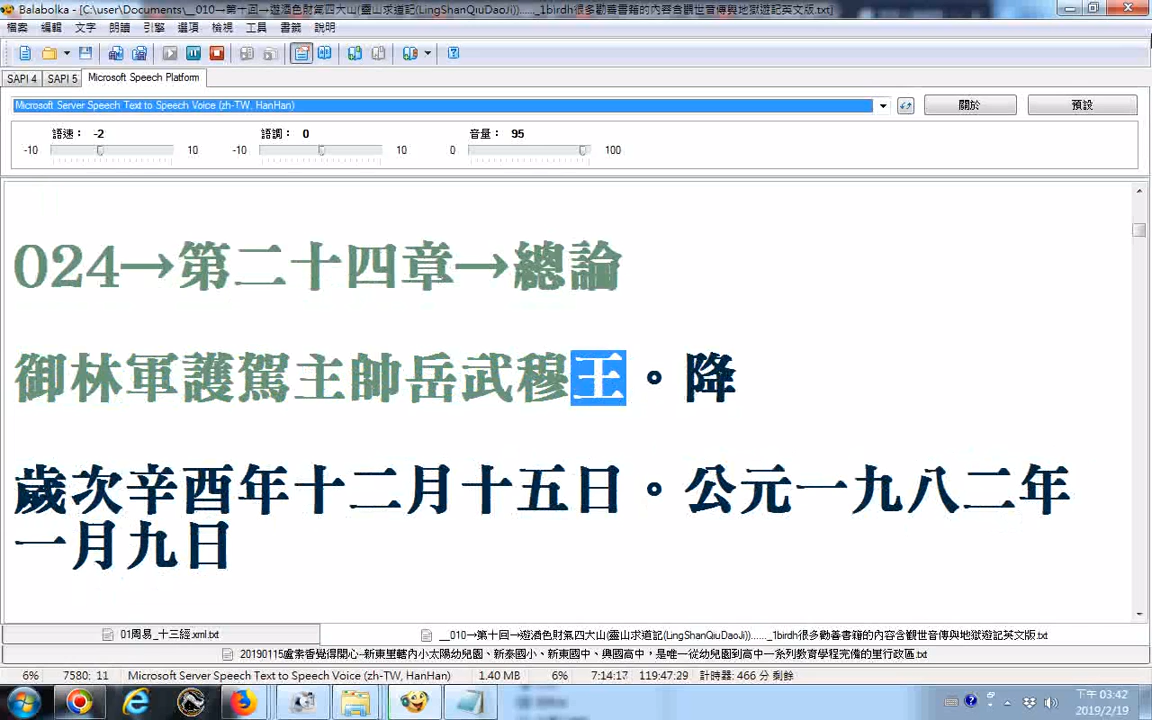 Balabolka - [C:\user\Documents\__010→第十回→遊酒色財氣四大山(靈山求道記(LingShanQiuDaoJi))......_1birdh很多勸善書籍的內容含觀世音傳與地獄遊記英文版.txt]
檔案 編輯 文字 朗讀 引擎 選項 檢視 工具 書籤 說明
SAPI 4 SAPI 5 Microsoft Speech Platform
Microsoft Server Speech Text to Speech Voice (zh-TW, HanHan) 關於 預設
語速： -2 語調： 0 音量： 95
-10 10 -10 10 0 100
024→第二十四章→總論
御林軍護駕主帥岳武穆王。降
歲次辛酉年十二月十五日。公元一九八二年
一月九日
01周易_十三經.xml.txt __010→第十回→遊酒色財氣四大山(靈山求道記(LingShanQiuDaoJi))......_1birdh很多勸善書籍的內容含觀世音傳與地獄遊記英文版.txt
20190115盧素香覺得開心--新東里轄內小太陽幼兒園、新泰國小、新東國中、興國高中，是唯一從幼兒園到高中一系列教育學程完備的里行政區.txt
6% 7580: 11 Microsoft Server Speech Text to Speech Voice (zh-TW, HanHan) 1.40 MB 6% 7:14:17 119:47:29 計時器: 466 分 剩餘
下午 03:42
2019/2/19